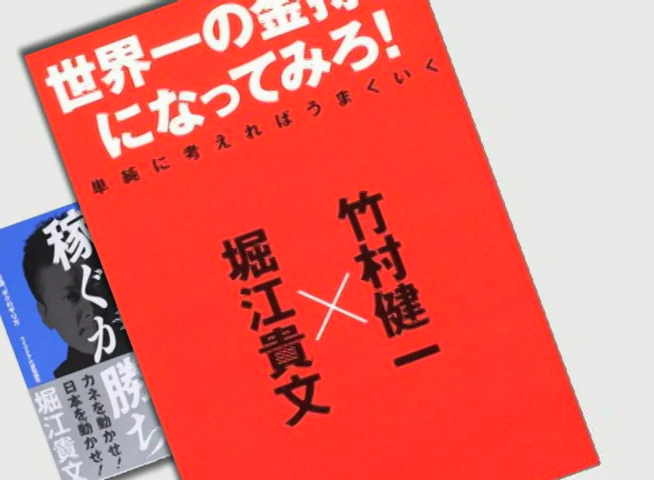 世界一の金持
になってみろ!
単純に考えればうまくいく
竹村健一
×
堀江貴文
稼ぐが
勝ち
カネを動かせ!
日本を動かせ!
堀江貴文